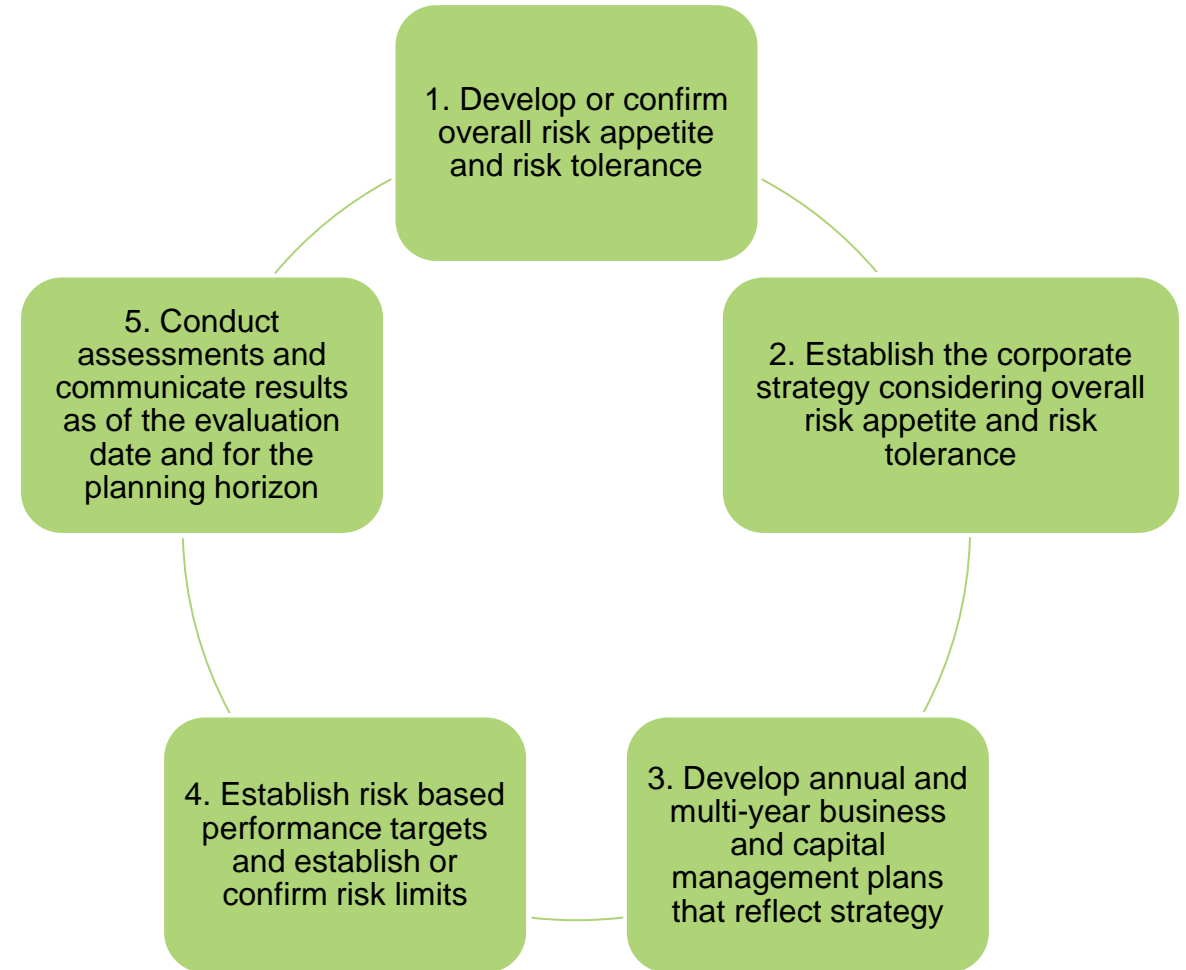 1. Develop or confirm
overall risk appetite
and risk tolerance
2. Establish the corporate
strategy considering overall
risk appetite and risk
tolerance
3. Develop annual and
multi-year business
and capital
management plans
that reflect strategy
4. Establish risk based
performance targets
and establish or
confirm risk limits
5. Conduct
assessments and
communicate results
as of the evaluation
date and for the
planning horizon